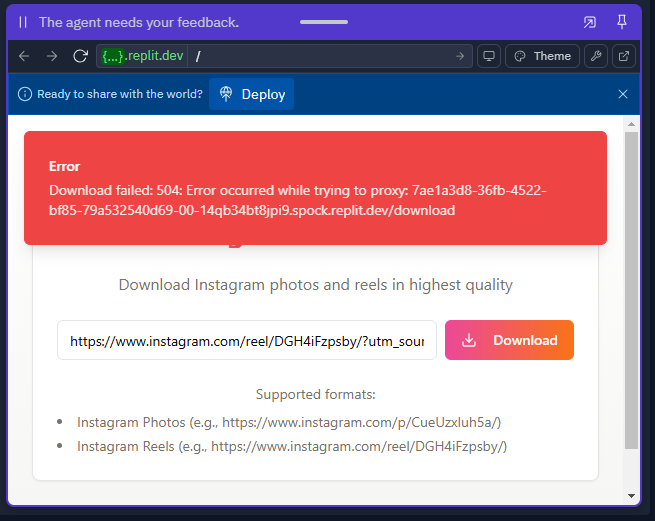 The agent needs your feedback.
{...}.replit.dev /
Theme
Ready to share with the world?
Deploy
Error
Download failed: 504: Error occurred while trying to proxy: 7ae1a3d8-36fb-4522-
bf85-79a532540d69-00-14qb34bt8jpi9.spock.replit.dev/download
Download Instagram photos and reels in highest quality
https://www.instagram.com/reel/DGH4iFzpsby/?utm_sour
Download
Supported formats:
Instagram Photos (e.g., https://www.instagram.com/p/CueUzxluh5a/)
Instagram Reels (e.g., https://www.instagram.com/reel/DGH4iFzpsby/)